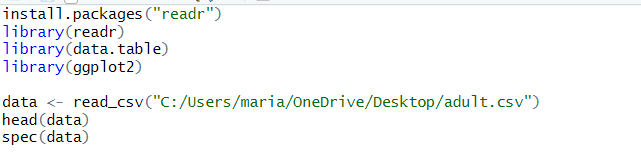 install.packages("readr")
library(readr)
library(data.table)
library(ggplot2)
data <- read_csv("C:/Users/maria/OneDrive/Desktop/adult.csv")
head(data)
spec(data)